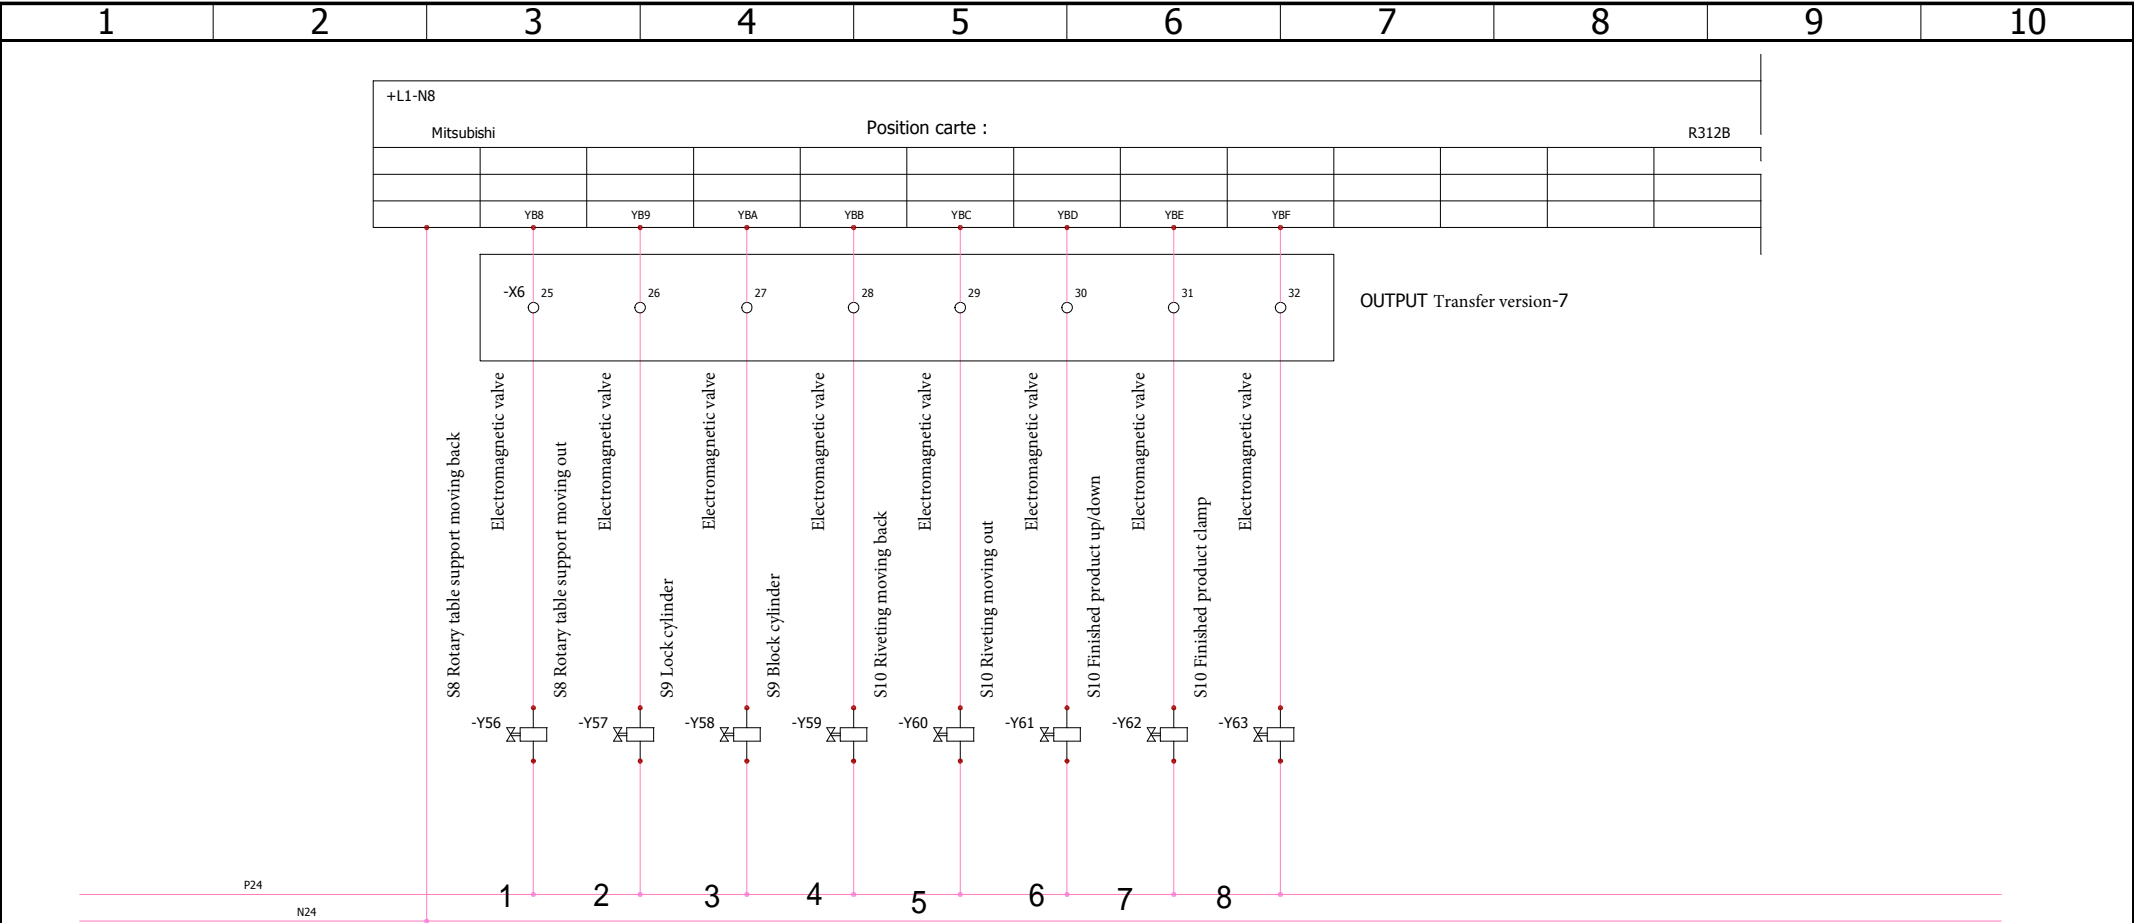 1 2 3 4 5 6 7 8 9 10
+L1-N8
Mitsubishi Position carte : R312B
YB8 YB9 YBA YBB YBC YBD YBE YBF
-X6 25 26 27 28 29 30 31 32
OUTPUT Transfer version-7
S8 Rotary table support moving back
Electromagnetic valve
S8 Rotary table support moving out
Electromagnetic valve
S9 Lock cylinder
Electromagnetic valve
S9 Block cylinder
Electromagnetic valve
S10 Riveting moving back
Electromagnetic valve
S10 Riveting moving out
Electromagnetic valve
S10 Finished product up/down
Electromagnetic valve
S10 Finished product clamp
Electromagnetic valve
-Y56 -Y57 -Y58 -Y59 -Y60 -Y61 -Y62 -Y63
P24
1 2 3 4 5 6 7 8
N24